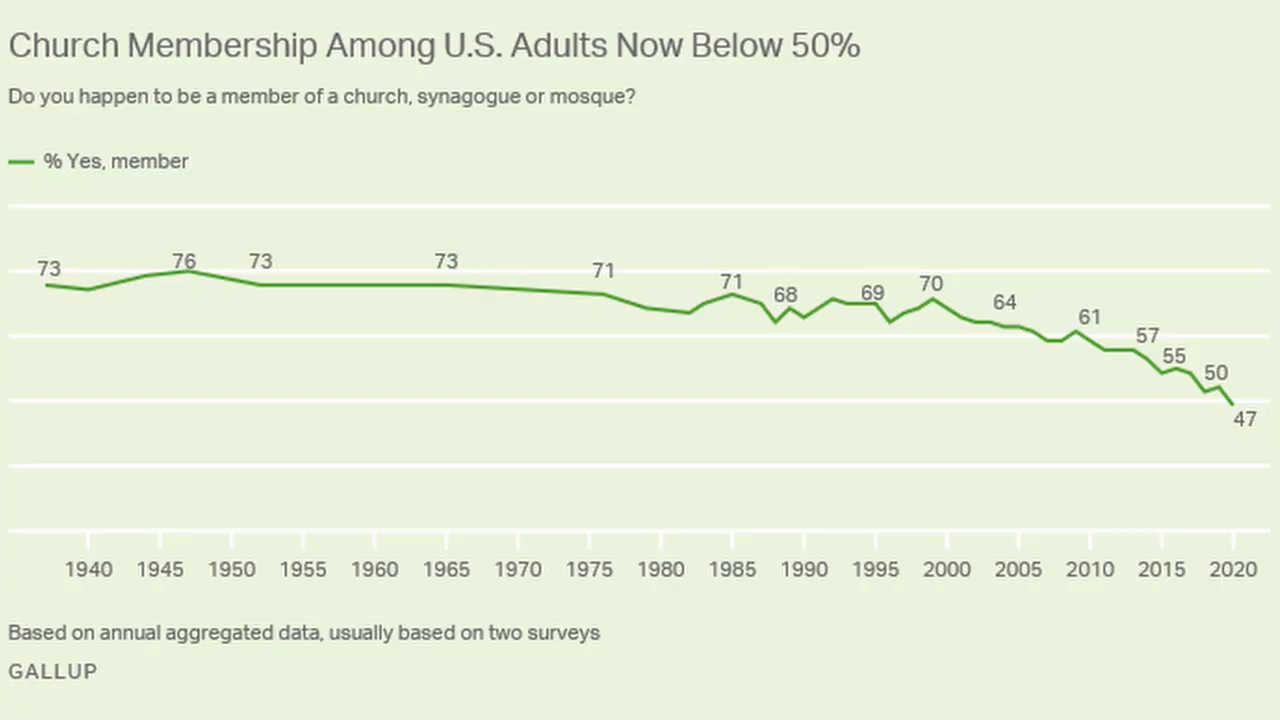 Church Membership Among U.S. Adults Now Below 50%
Do you happen to be a member of a church, synagogue or mosque?
% Yes, member
73 76 73 73 71 71 68 69 70 64 61 57 55 50 47
1940 1945 1950 1955 1960 1965 1970 1975 1980 1985 1990 1995 2000 2005 2010 2015 2020
Based on annual aggregated data, usually based on two surveys
GALLUP